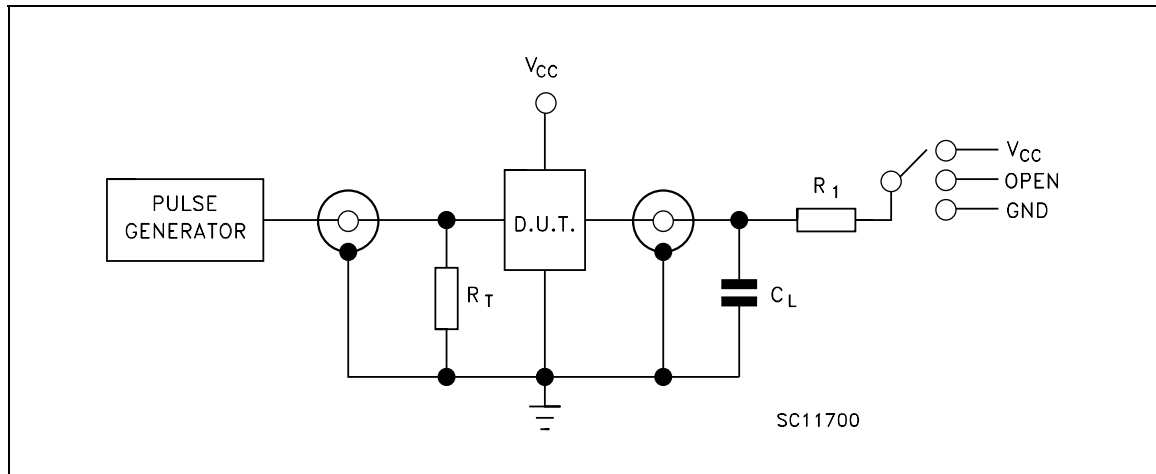 VCC
PULSE
GENERATOR
RT
D.U.T.
CL
R1
VCC
OPEN
GND
SC11700